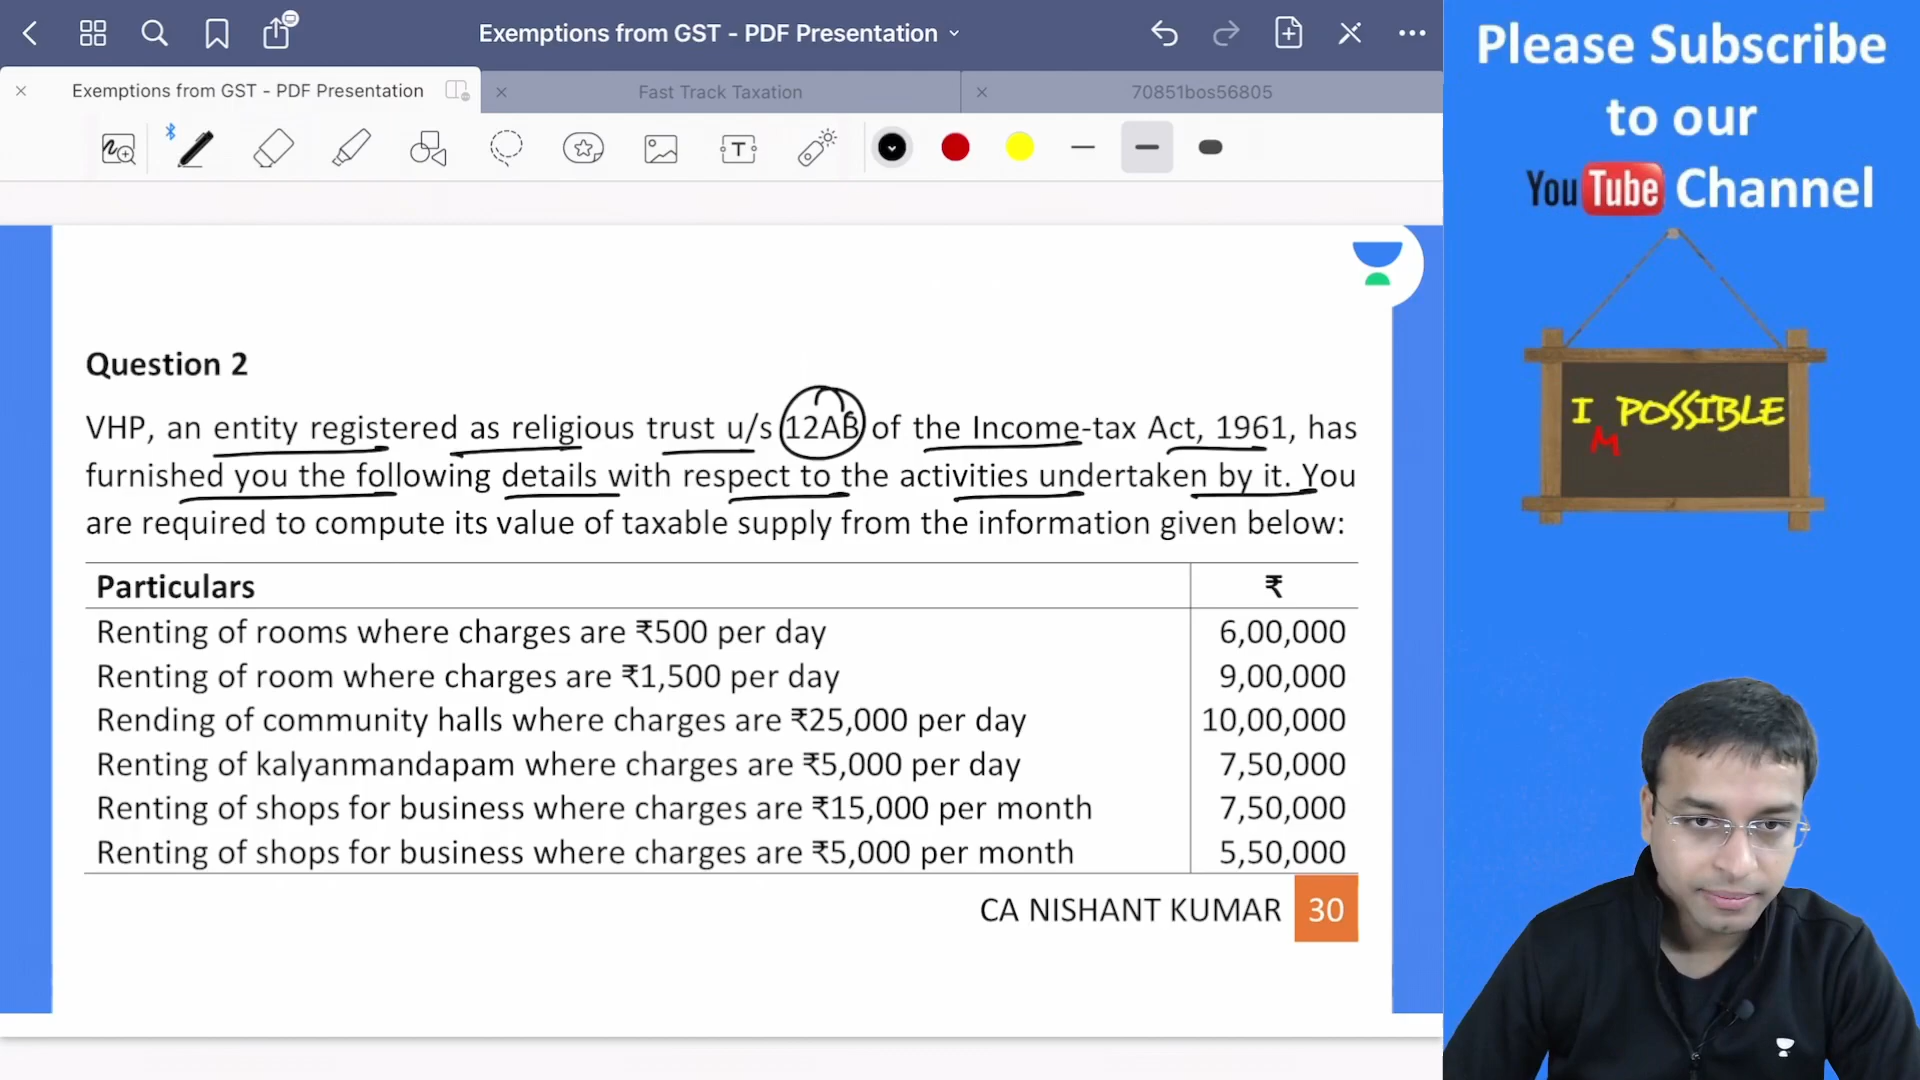 Exemptions from GST - PDF Presentation
Exemptions from GST - PDF Presentation
Fast Track Taxation
70851bos56805
T
Please Subscribe
to our
YouTube Channel
I POSSIBLE
M
Question 2
VHP, an entity registered as religious trust u/s 12AB of the Income-tax Act, 1961, has
furnished you the following details with respect to the activities undertaken by it. You
are required to compute its value of taxable supply from the information given below:
Particulars ₹
Renting of rooms where charges are ₹500 per day 6,00,000
Renting of room where charges are ₹1,500 per day 9,00,000
Rending of community halls where charges are ₹25,000 per day 10,00,000
Renting of kalyanmandapam where charges are ₹5,000 per day 7,50,000
Renting of shops for business where charges are ₹15,000 per month 7,50,000
Renting of shops for business where charges are ₹5,000 per month 5,50,000
CA NISHANT KUMAR 30